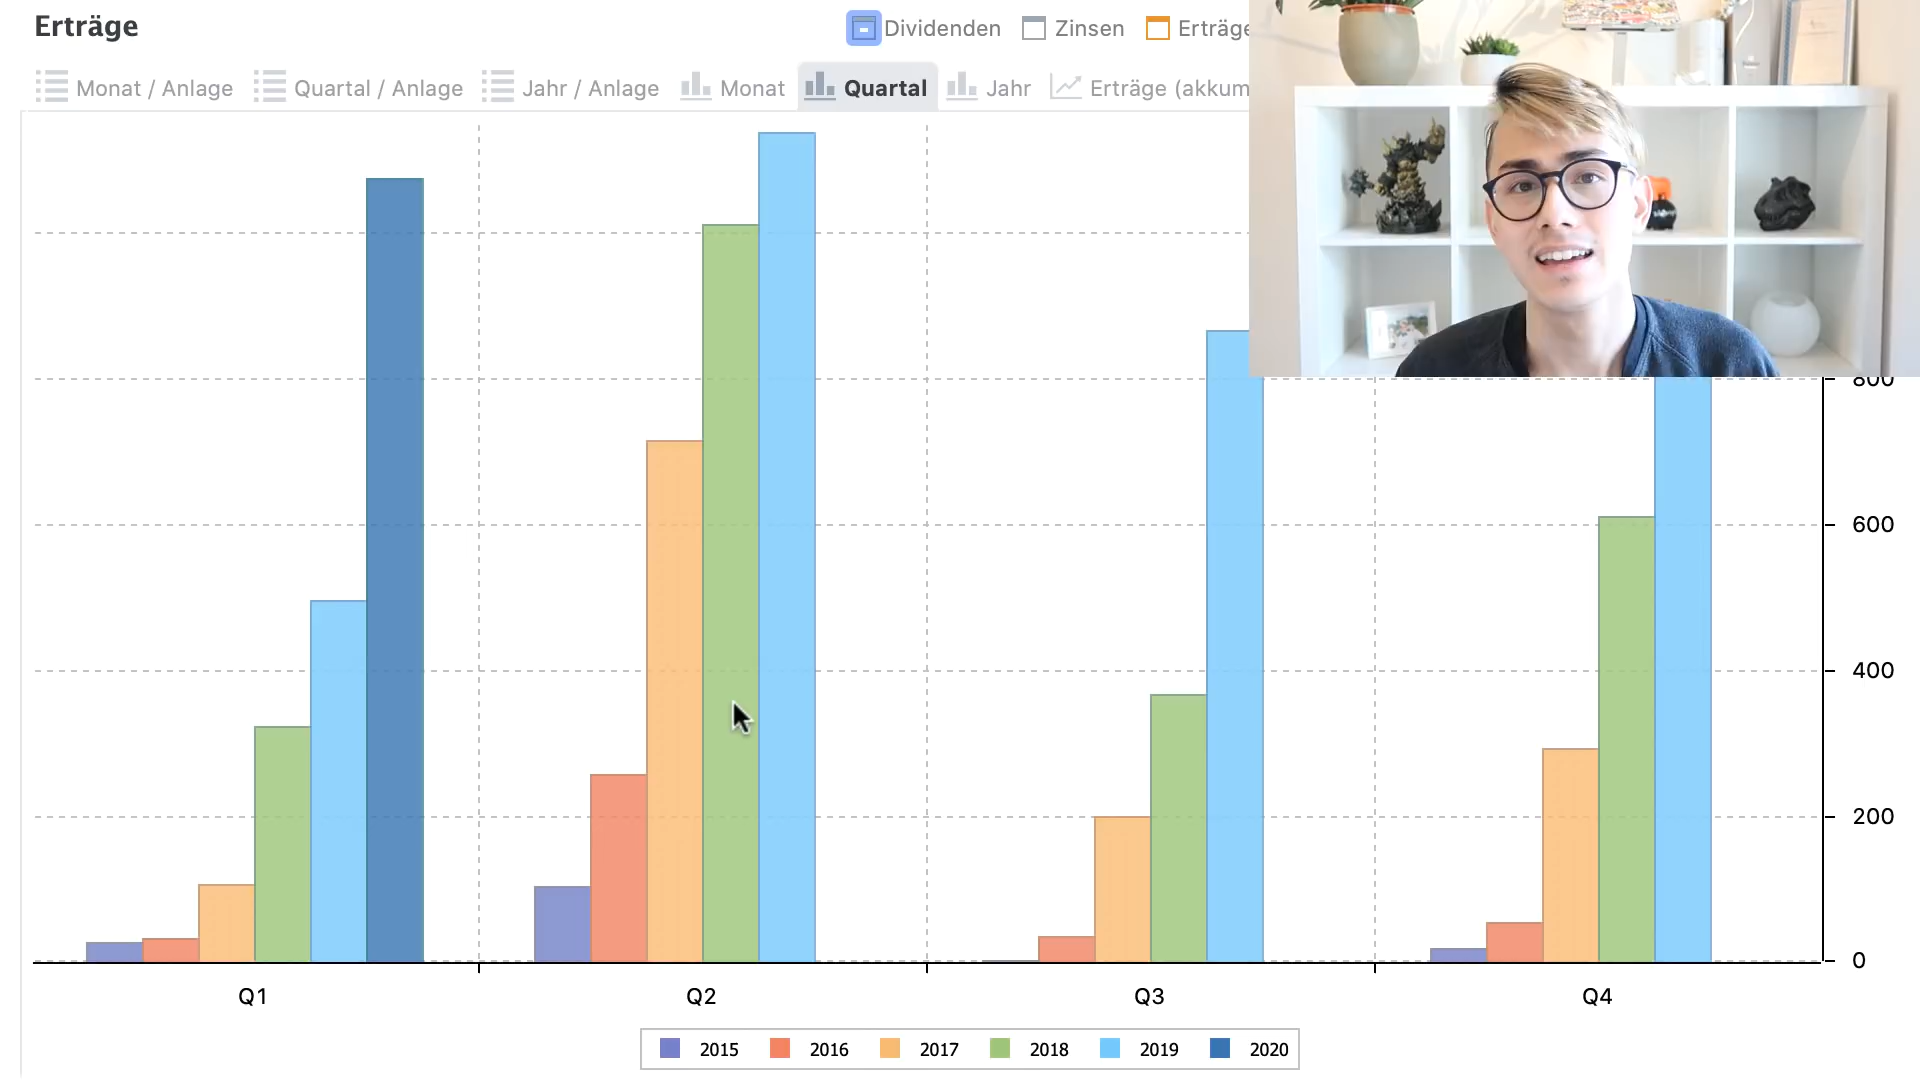 Erträge
Dividenden Zinsen Erträge
Monat / Anlage Quartal / Anlage Jahr / Anlage Monat Quartal Jahr Erträge (akkum
800
600
400
200
0
Q1 Q2 Q3 Q4
2015 2016 2017 2018 2019 2020